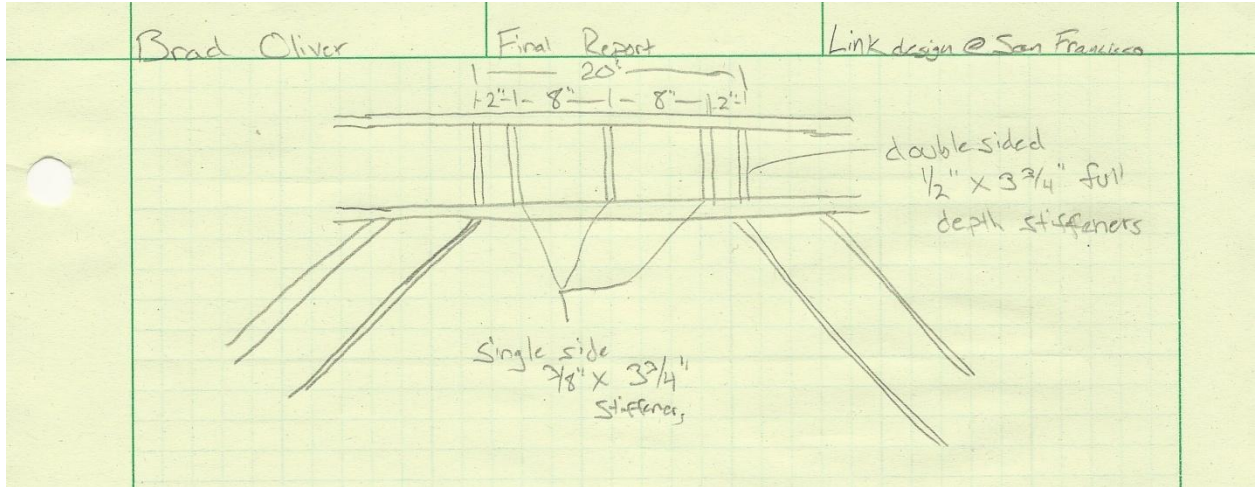 Brad Oliver
Final Report
Link design @ San Francisco
20"
2" 8" 8" 2"
double sided
1/2" x 3 3/4" full
depth stiffeners
single side
3/8" x 3 3/4"
stiffeners